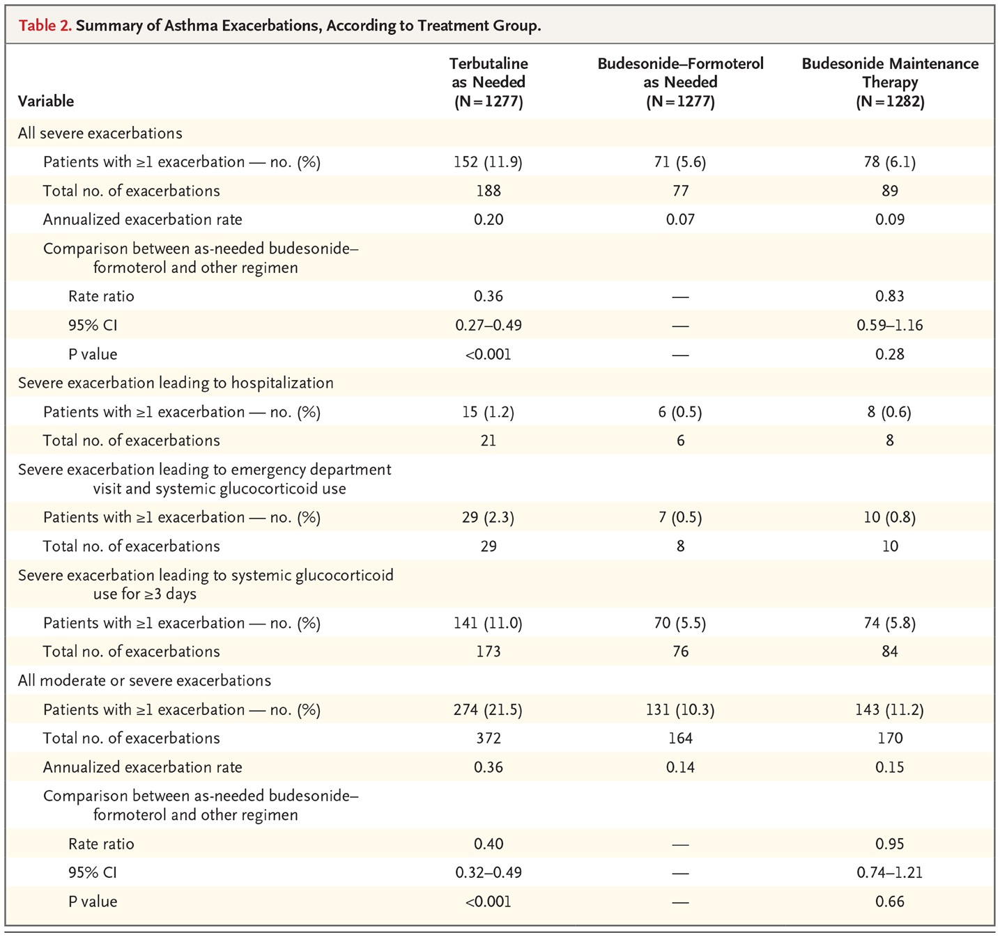 Table 2. Summary of Asthma Exacerbations, According to Treatment Group.
Variable Terbutaline as Needed (N=1277) Budesonide–Formoterol as Needed (N=1277) Budesonide Maintenance Therapy (N=1282)
All severe exacerbations
Patients with ≥1 exacerbation — no. (%) 152 (11.9) 71 (5.6) 78 (6.1)
Total no. of exacerbations 188 77 89
Annualized exacerbation rate 0.20 0.07 0.09
Comparison between as-needed budesonide–
formoterol and other regimen
Rate ratio 0.36 — 0.83
95% CI 0.27–0.49 — 0.59–1.16
P value <0.001 — 0.28
Severe exacerbation leading to hospitalization
Patients with ≥1 exacerbation — no. (%) 15 (1.2) 6 (0.5) 8 (0.6)
Total no. of exacerbations 21 6 8
Severe exacerbation leading to emergency department
visit and systemic glucocorticoid use
Patients with ≥1 exacerbation — no. (%) 29 (2.3) 7 (0.5) 10 (0.8)
Total no. of exacerbations 29 8 10
Severe exacerbation leading to systemic glucocorticoid
use for ≥3 days
Patients with ≥1 exacerbation — no. (%) 141 (11.0) 70 (5.5) 74 (5.8)
Total no. of exacerbations 173 76 84
All moderate or severe exacerbations
Patients with ≥1 exacerbation — no. (%) 274 (21.5) 131 (10.3) 143 (11.2)
Total no. of exacerbations 372 164 170
Annualized exacerbation rate 0.36 0.14 0.15
Comparison between as-needed budesonide–
formoterol and other regimen
Rate ratio 0.40 — 0.95
95% CI 0.32–0.49 — 0.74–1.21
P value <0.001 — 0.66